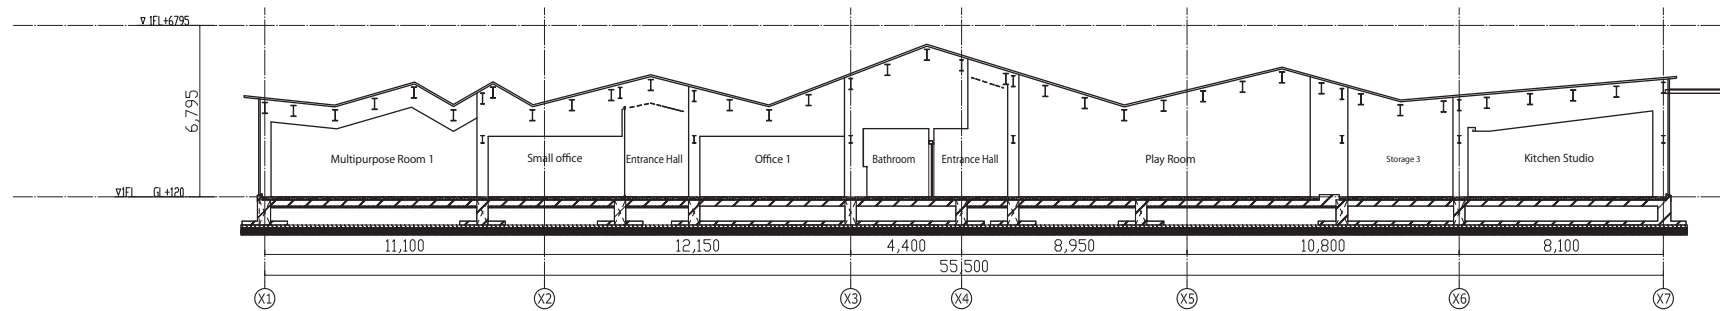 ∇ 1FL+6795
6,795
Multipurpose Room 1
Small office
Entrance Hall
Office 1
Bathroom
Entrance Hall
Play Room
Storage 3
Kitchen Studio
∇1FL GL+120
11,100
12,150
4,400
8,950
10,800
8,100
55,500
X1
X2
X3
X4
X5
X6
X7